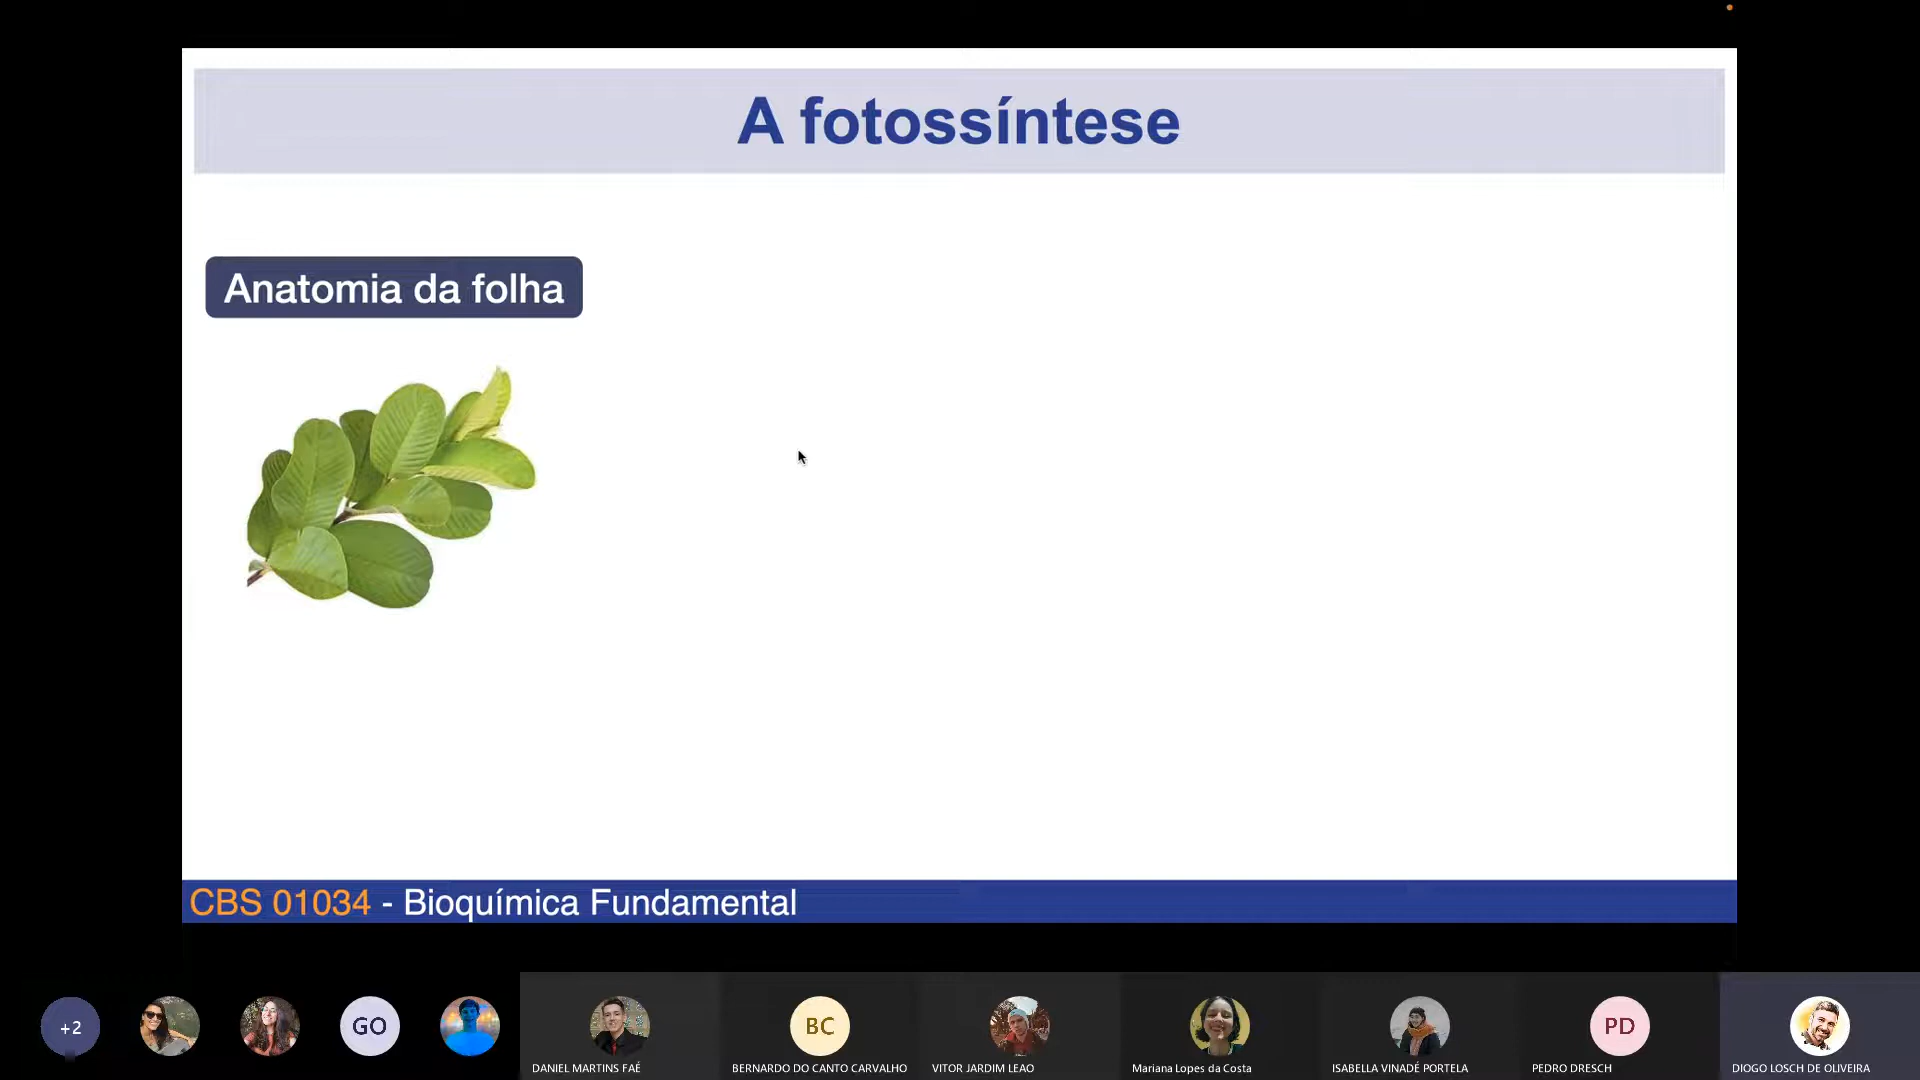 A fotossíntese
Anatomia da folha
CBS 01034 - Bioquímica Fundamental
+2
GO
BC
PD
DANIEL MARTINS FAÉ
BERNARDO DO CANTO CARVALHO
VITOR JARDIM LEAO
Mariana Lopes da Costa
ISABELLA VINADÉ PORTELA
PEDRO DRESCH
DIOGO LOSCH DE OLIVEIRA